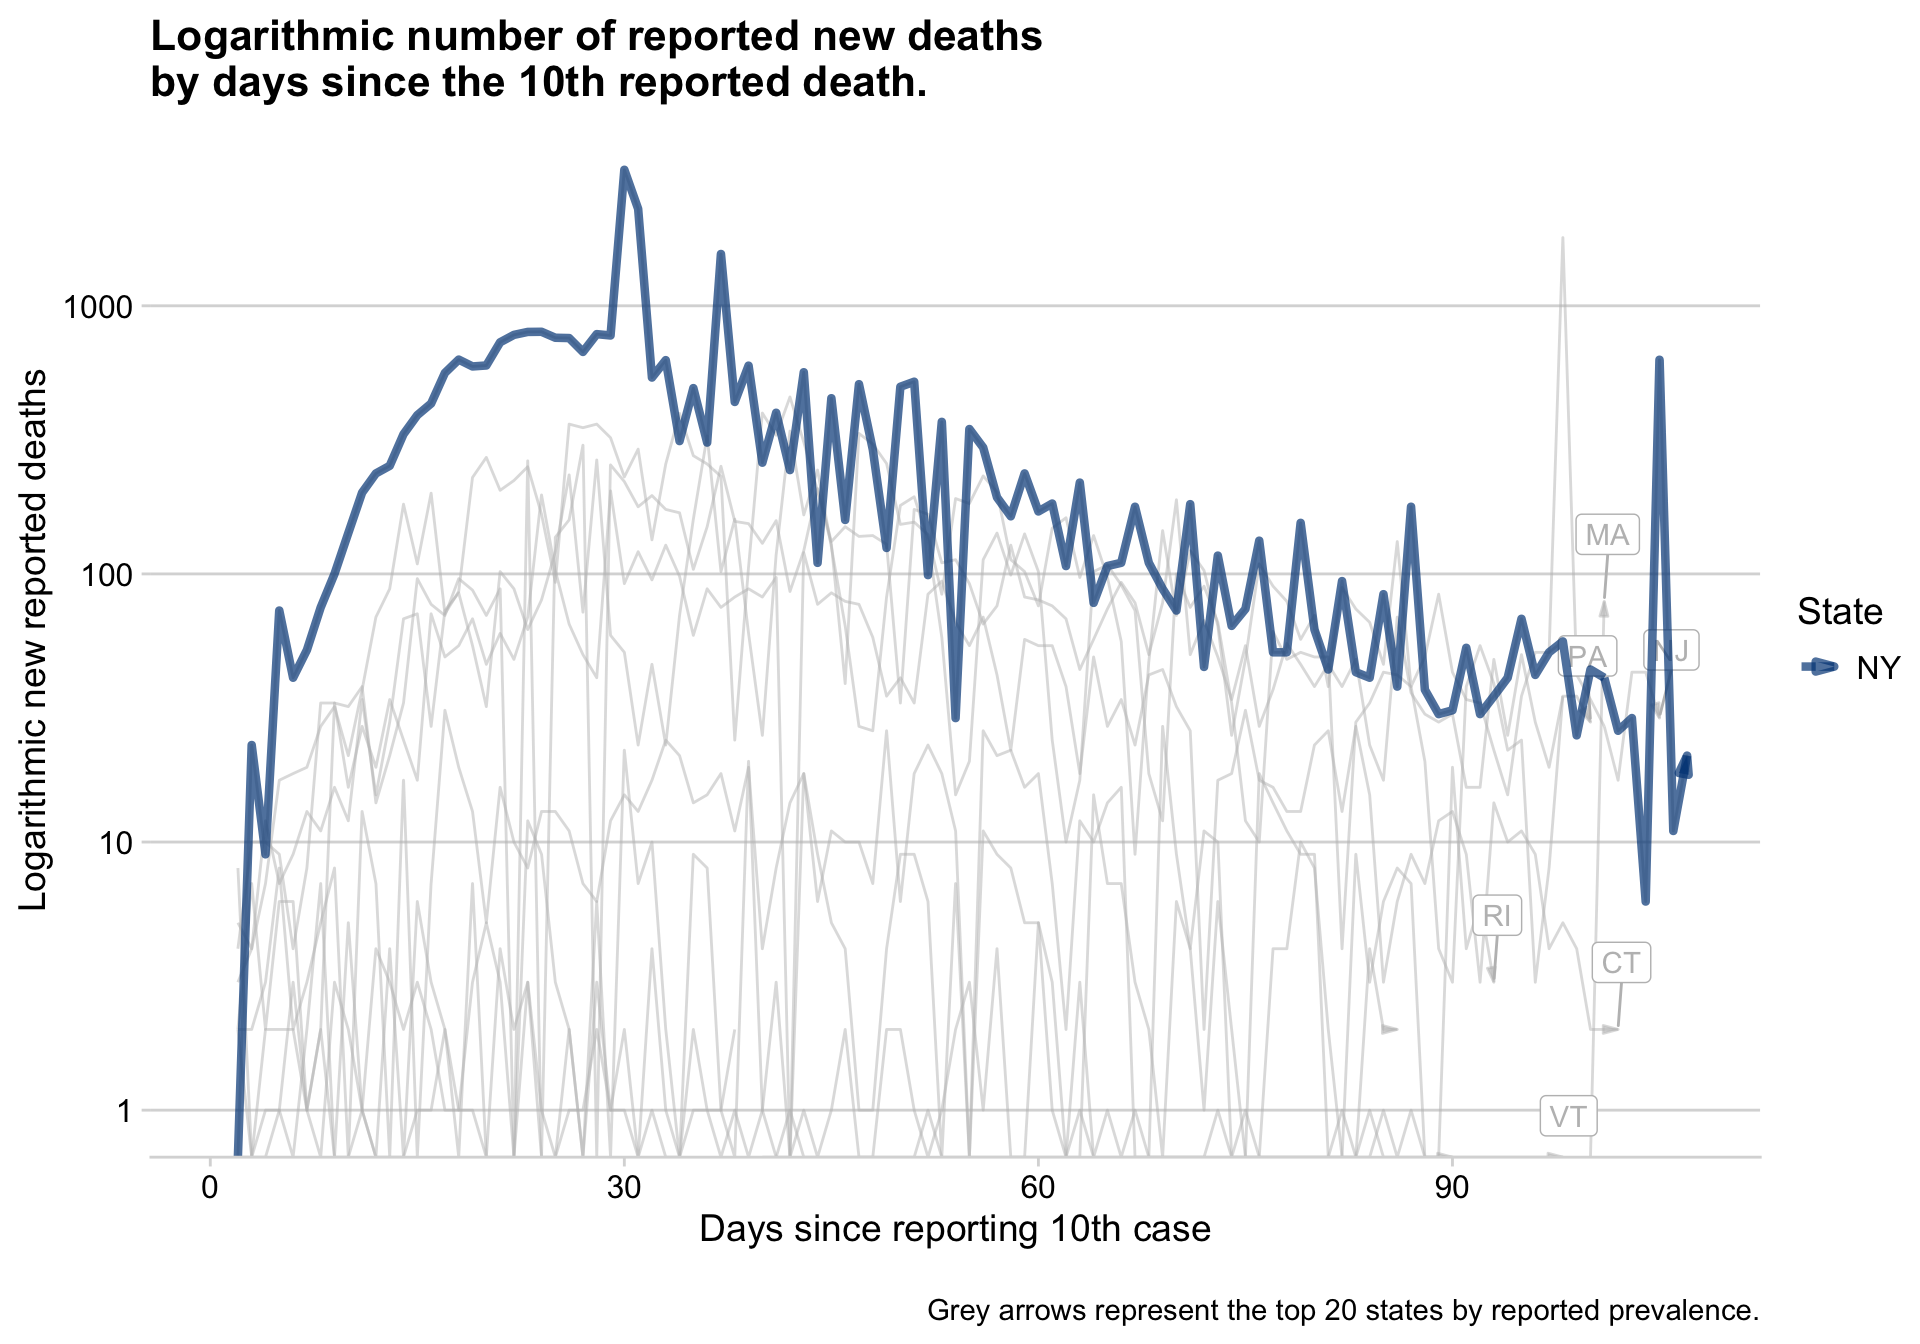 Logarithmic number of reported new deaths
by days since the 10th reported death.
Logarithmic new reported deaths
1000
100
10
1
0
30
60
90
Days since reporting 10th case
MA
PA
NJ
RI
CT
VT
State
NY
Grey arrows represent the top 20 states by reported prevalence.